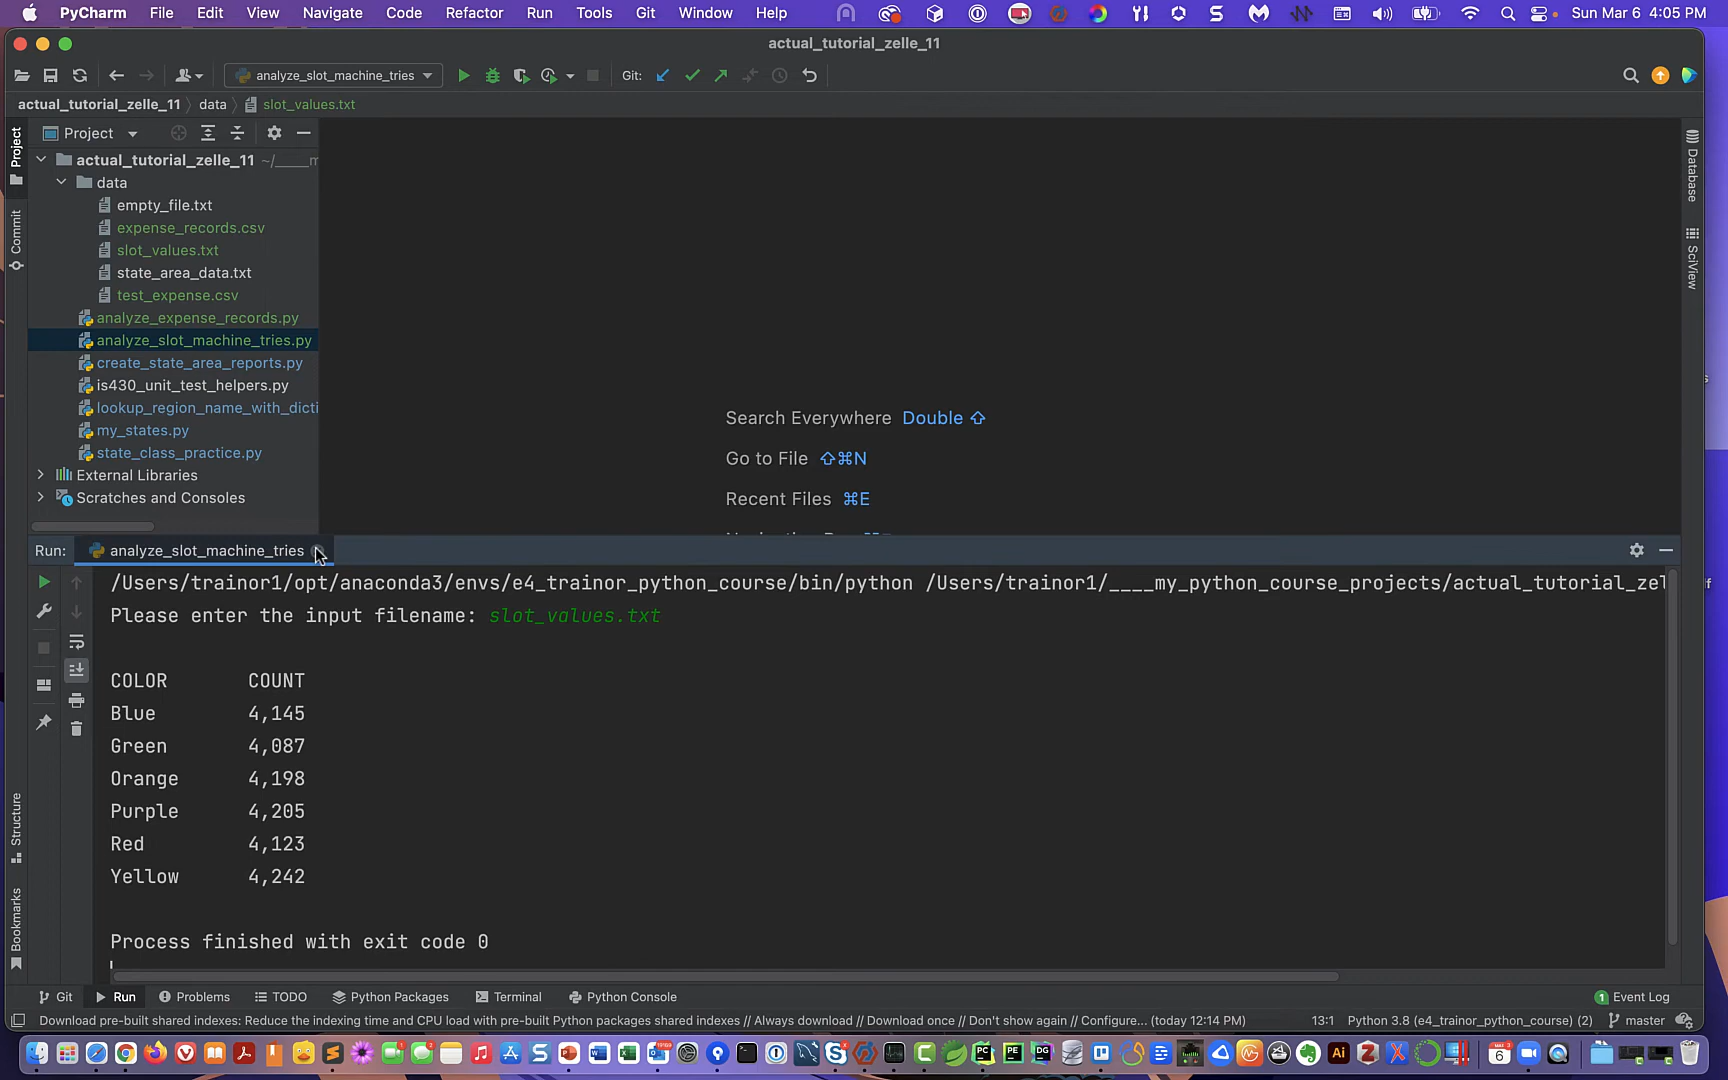 PyCharm File Edit View Navigate Code Refactor Run Tools Git Window Help Sun Mar 6 4:05 PM
actual_tutorial_zelle_11
analyze_slot_machine_tries Git:
actual_tutorial_zelle_11 data slot_values.txt
Project
actual_tutorial_zelle_11 ~/____m
data
empty_file.txt
expense_records.csv
slot_values.txt
state_area_data.txt
test_expense.csv
analyze_expense_records.py
analyze_slot_machine_tries.py
create_state_area_reports.py
is430_unit_test_helpers.py
lookup_region_name_with_dicti
my_states.py
state_class_practice.py
External Libraries
Scratches and Consoles
Project
Commit
Structure
Bookmarks
Database
SciView
Search Everywhere Double ⇧
Go to File ⇧⌘N
Recent Files ⌘E
Run: analyze_slot_machine_tries
/Users/trainor1/opt/anaconda3/envs/e4_trainor_python_course/bin/python /Users/trainor1/____my_python_course_projects/actual_tutorial_zel
Please enter the input filename: slot_values.txt
COLOR COUNT
Blue 4,145
Green 4,087
Orange 4,198
Purple 4,205
Red 4,123
Yellow 4,242
Process finished with exit code 0
Git Run Problems TODO Python Packages Terminal Python Console 1 Event Log
Download pre-built shared indexes: Reduce the indexing time and CPU load with pre-built Python packages shared indexes // Always download // Download once // Don't show again // Configure... (today 12:14 PM) 13:1 Python 3.8 (e4_trainor_python_course) (2) master